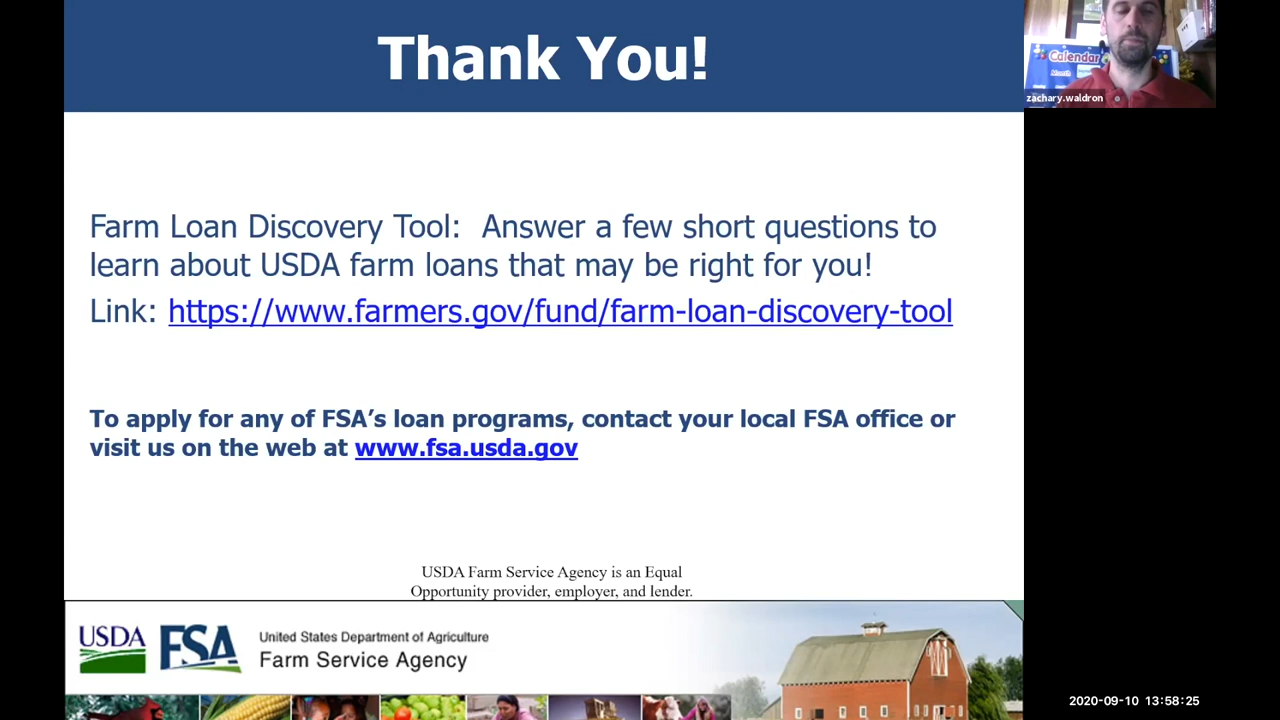 Thank You!
Calendar
zachary.waldron
Farm Loan Discovery Tool:  Answer a few short questions to
learn about USDA farm loans that may be right for you!
Link: https://www.farmers.gov/fund/farm-loan-discovery-tool
To apply for any of FSA’s loan programs, contact your local FSA office or
visit us on the web at www.fsa.usda.gov
USDA Farm Service Agency is an Equal
Opportunity provider, employer, and lender.
USDA FSA
United States Department of Agriculture
Farm Service Agency
2020-09-10 13:58:25